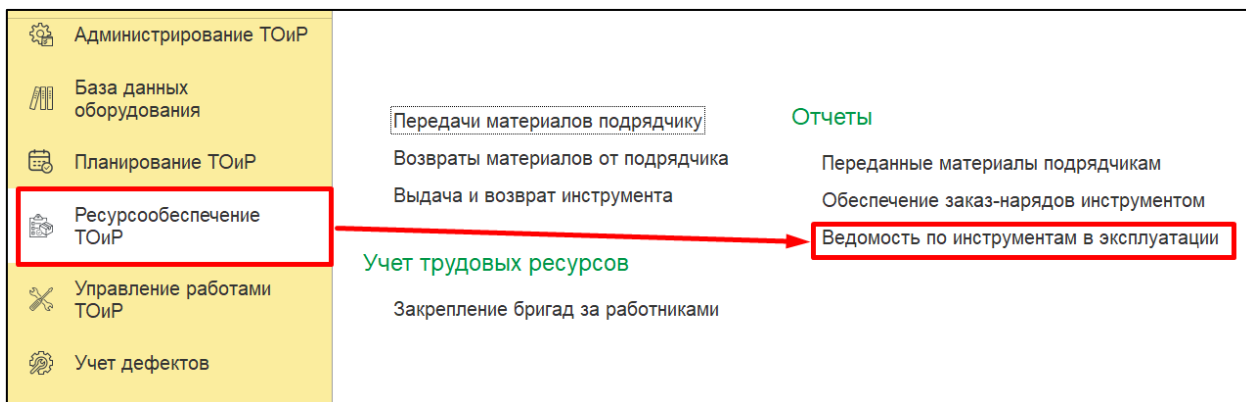 Администрирование ТОиР
База данных
оборудования
Планирование ТОиР
Ресурсообеспечение
ТОиР
Управление работами
ТОиР
Учет дефектов
Передачи материалов подрядчику
Возвраты материалов от подрядчика
Выдача и возврат инструмента
Учет трудовых ресурсов
Закрепление бригад за работниками
Отчеты
Переданные материалы подрядчикам
Обеспечение заказ-нарядов инструментом
Ведомость по инструментам в эксплуатации